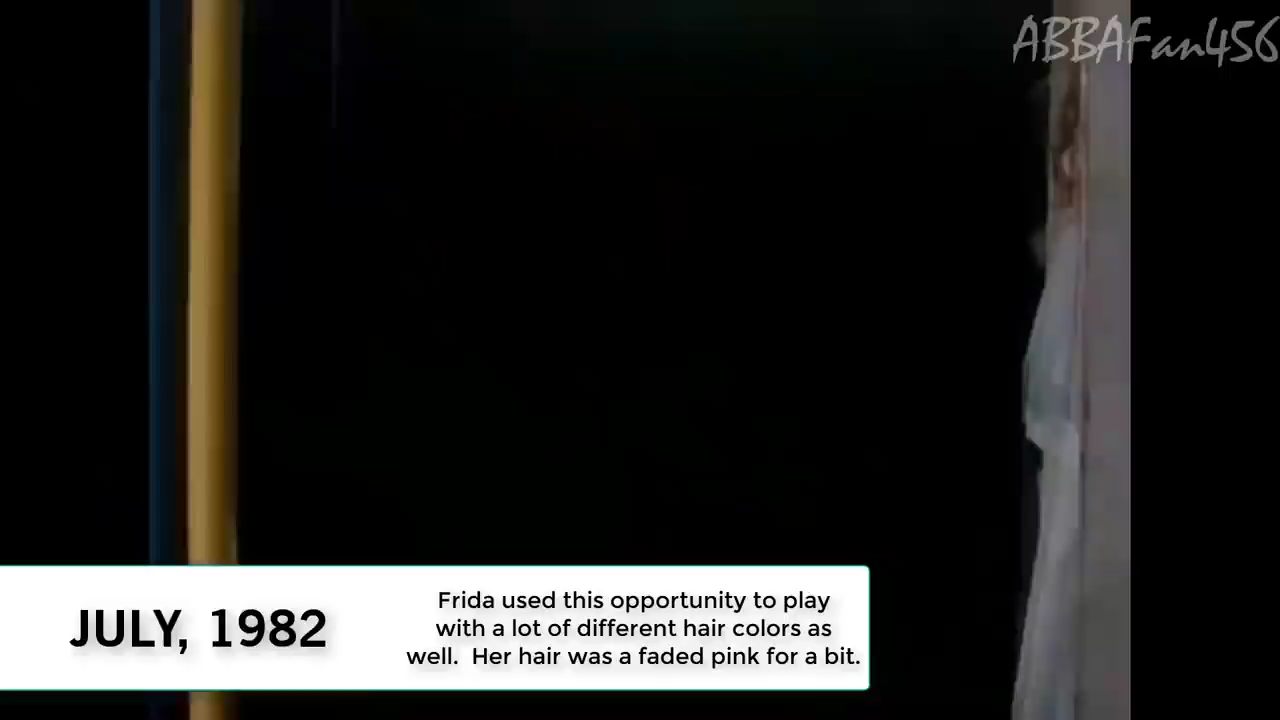 ABBAFan456
JULY, 1982
Frida used this opportunity to play
with a lot of different hair colors as
well.  Her hair was a faded pink for a bit.